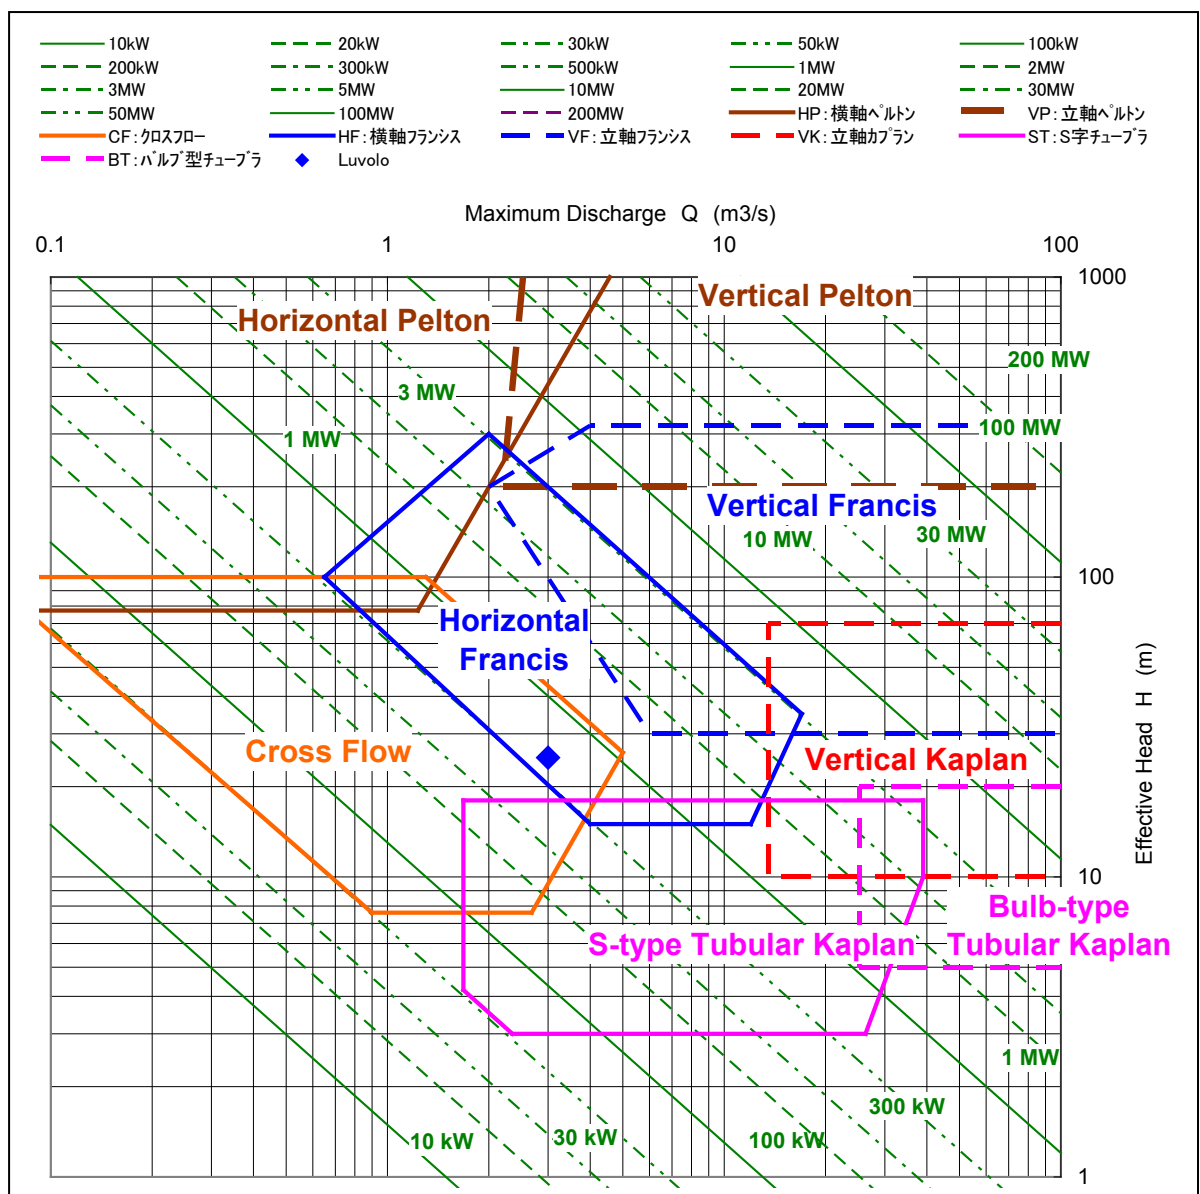 10kW 20kW 30kW 50kW 100kW
200kW 300kW 500kW 1MW 2MW
3MW 5MW 10MW 20MW 30MW
50MW 100MW 200MW HP:横軸ペルトン VP:立軸ペルトン
CF:クロスフロー HF:横軸フランシス VF:立軸フランシス VK:立軸カプラン ST:S字チューブラ
BT:バルブ型チューブラ Luvolo
Maximum Discharge Q (m3/s)
0.1 1 10 100
1000
Vertical Pelton
Horizontal Pelton
200 MW
3 MW
100 MW
1 MW
Vertical Francis
30 MW
10 MW
100
Horizontal
Francis
Effective Head H (m)
Cross Flow
Vertical Kaplan
10
Bulb-type
S-type Tubular Kaplan
Tubular Kaplan
1 MW
300 kW
10 kW
30 kW
100 kW
1